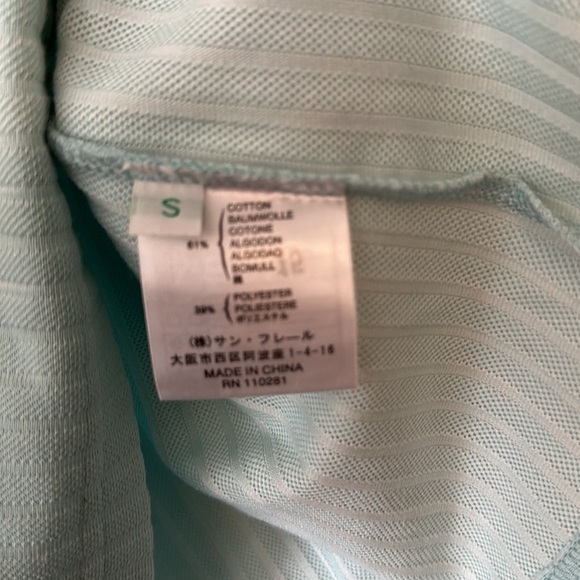 S
COTTON
BAUMWOLLE
COTONE
61% ALGODON
ALGODAO
BOMULL
綿
POLYESTER
39% POLIESTERE
ポリエステル
(株)サン・フレール
大阪市西区阿波座1-4-16
MADE IN CHINA
RN 110281